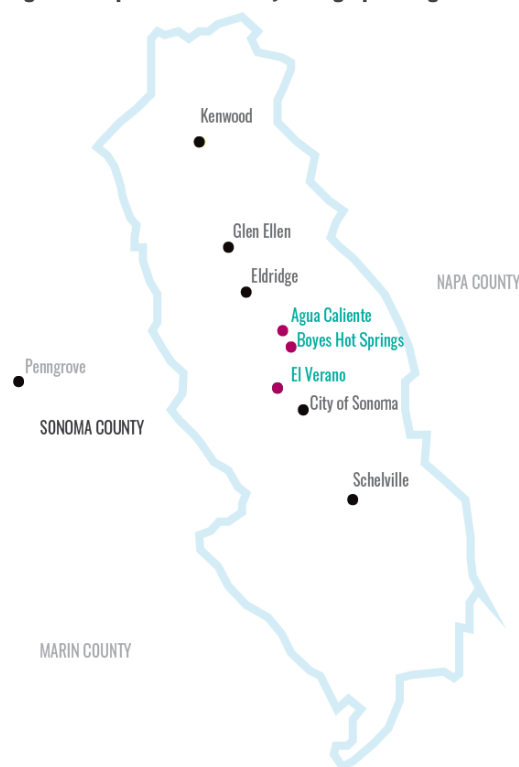 Kenwood
Glen Ellen
Eldridge
NAPA COUNTY
Agua Caliente
Boyes Hot Springs
Penngrove
El Verano
City of Sonoma
SONOMA COUNTY
Schelville
MARIN COUNTY